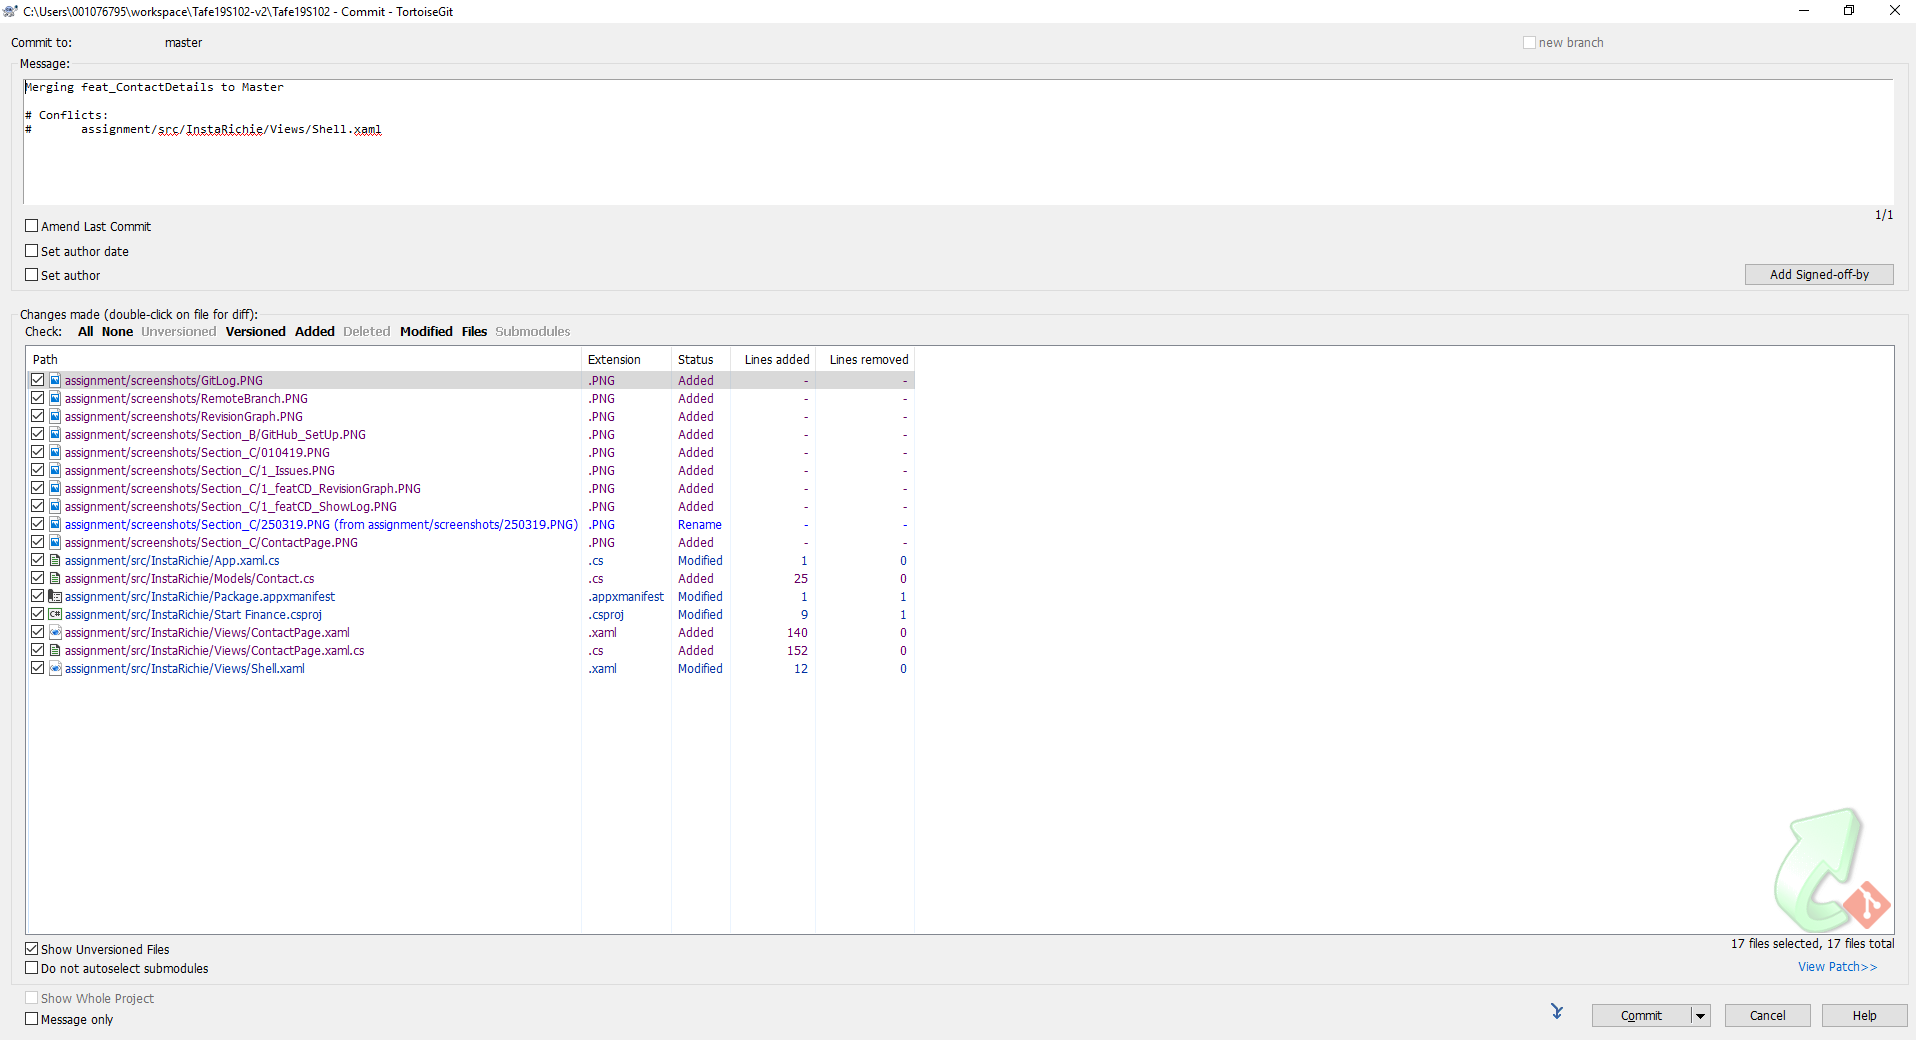 C:\Users\001076795\workspace\Tafe19S102-v2\Tafe19S102 - Commit - TortoiseGit
Commit to: master new branch
Message:
Merging feat_ContactDetails to Master
# Conflicts:
# assignment/src/InstaRichie/Views/Shell.xaml
1/1
Amend Last Commit
Set author date
Set author
Add Signed-off-by
Changes made (double-click on file for diff):
Check: All None Unversioned Versioned Added Deleted Modified Files Submodules
Path Extension Status Lines added Lines removed
assignment/screenshots/GitLog.PNG .PNG Added - -
assignment/screenshots/RemoteBranch.PNG .PNG Added - -
assignment/screenshots/RevisionGraph.PNG .PNG Added - -
assignment/screenshots/Section_B/GitHub_SetUp.PNG .PNG Added - -
assignment/screenshots/Section_C/010419.PNG .PNG Added - -
assignment/screenshots/Section_C/1_Issues.PNG .PNG Added - -
assignment/screenshots/Section_C/1_featCD_RevisionGraph.PNG .PNG Added - -
assignment/screenshots/Section_C/1_featCD_ShowLog.PNG .PNG Added - -
assignment/screenshots/Section_C/250319.PNG (from assignment/screenshots/250319.PNG) .PNG Rename - -
assignment/screenshots/Section_C/ContactPage.PNG .PNG Added - -
assignment/src/InstaRichie/App.xaml.cs .cs Modified 1 0
assignment/src/InstaRichie/Models/Contact.cs .cs Added 25 0
assignment/src/InstaRichie/Package.appxmanifest .appxmanifest Modified 1 1
assignment/src/InstaRichie/Start Finance.csproj .csproj Modified 9 1
assignment/src/InstaRichie/Views/ContactPage.xaml .xaml Added 140 0
assignment/src/InstaRichie/Views/ContactPage.xaml.cs .cs Added 152 0
assignment/src/InstaRichie/Views/Shell.xaml .xaml Modified 12 0
Show Unversioned Files
17 files selected, 17 files total
Do not autoselect submodules
View Patch>>
Show Whole Project
Message only
Commit Cancel Help